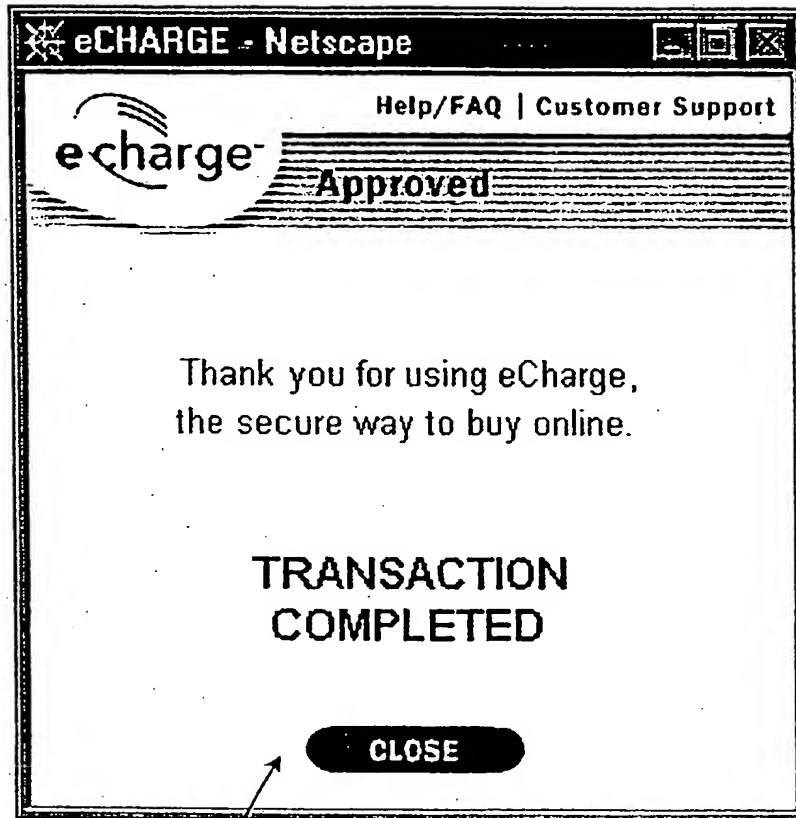 eCHARGE - Netscape
Help/FAQ | Customer Support
echarge
Approved
Thank you for using eCharge,
the secure way to buy online.
TRANSACTION
COMPLETED
CLOSE